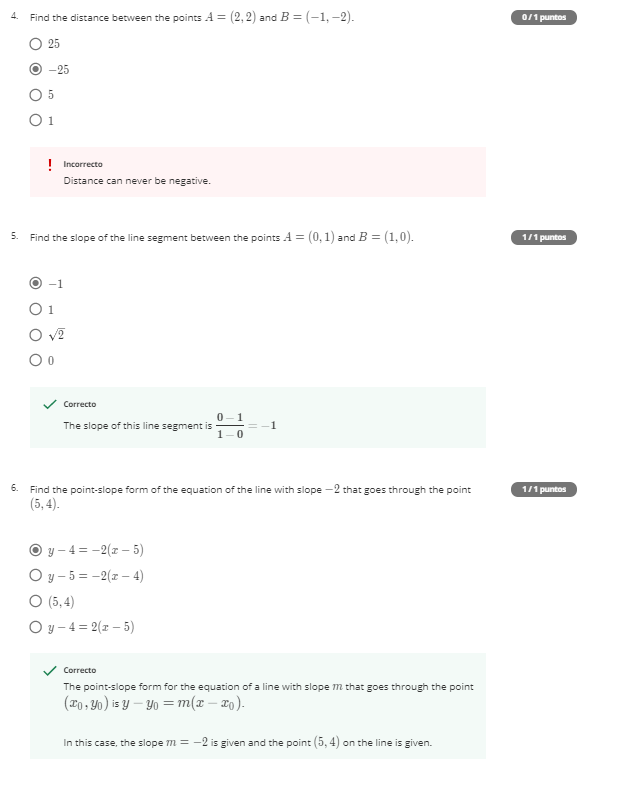 4. Find the distance between the points A = (2, 2) and B = (−1, −2).
0 / 1 puntos
25
−25
5
1
! Incorrecto
Distance can never be negative.
5. Find the slope of the line segment between the points A = (0, 1) and B = (1, 0).
1 / 1 puntos
−1
1
√2
0
Correcto
The slope of this line segment is (0 − 1)/(1 − 0) = −1
6. Find the point-slope form of the equation of the line with slope −2 that goes through the point
1 / 1 puntos
(5, 4).
y − 4 = −2(x − 5)
y − 5 = −2(x − 4)
(5, 4)
y − 4 = 2(x − 5)
Correcto
The point-slope form for the equation of a line with slope m that goes through the point
(x₀, y₀) is y − y₀ = m(x − x₀).
In this case, the slope m = −2 is given and the point (5, 4) on the line is given.